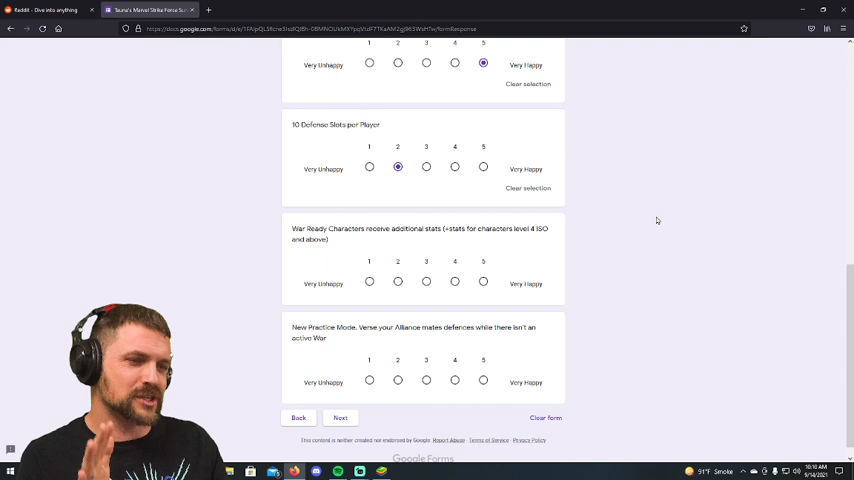 Reddit - Dive into anything
Tauna's Marvel Strike Force Sur
1 2 3 4 5
Very Unhappy Very Happy
Clear selection
10 Defense Slots per Player
1 2 3 4 5
Very Unhappy Very Happy
Clear selection
War Ready Characters receive additional stats (+stats for characters level 4 ISO
and above)
1 2 3 4 5
Very Unhappy Very Happy
New Practice Mode. Verse your Alliance mates defences while there isn't an
active War
1 2 3 4 5
Very Unhappy Very Happy
Back Next Clear form
This content is neither created nor endorsed by Google. Report Abuse - Terms of Service - Privacy Policy
Google Forms
91°F Smoke
10:10 AM
9/14/2021